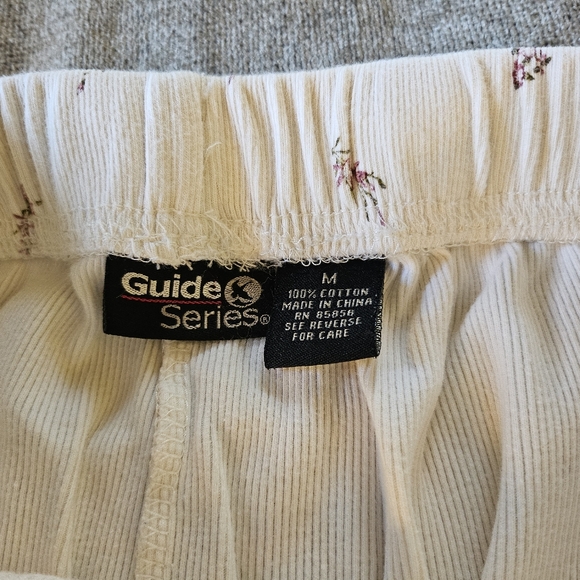 Guide
Series®
M
100% COTTON
MADE IN CHINA
RN 85856
SEE REVERSE
FOR CARE